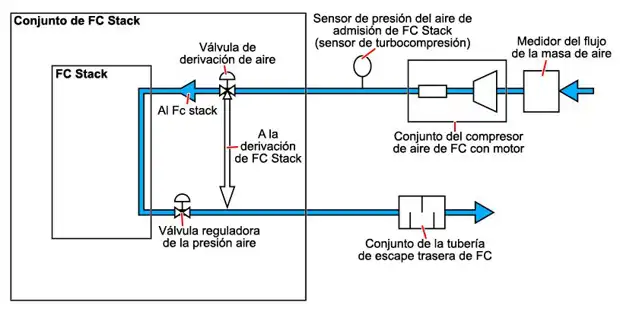 Conjunto de FC Stack
Sensor de presión del aire de
admisión de FC Stack
(sensor de turbocompresión)
Medidor del flujo
de la masa de aire
Válvula de
derivación de aire
FC Stack
Al Fc stack
A la
derivación
de FC Stack
Conjunto del compresor
de aire de FC con motor
Válvula reguladora
de la presión aire
Conjunto de la tubería
de escape trasera de FC